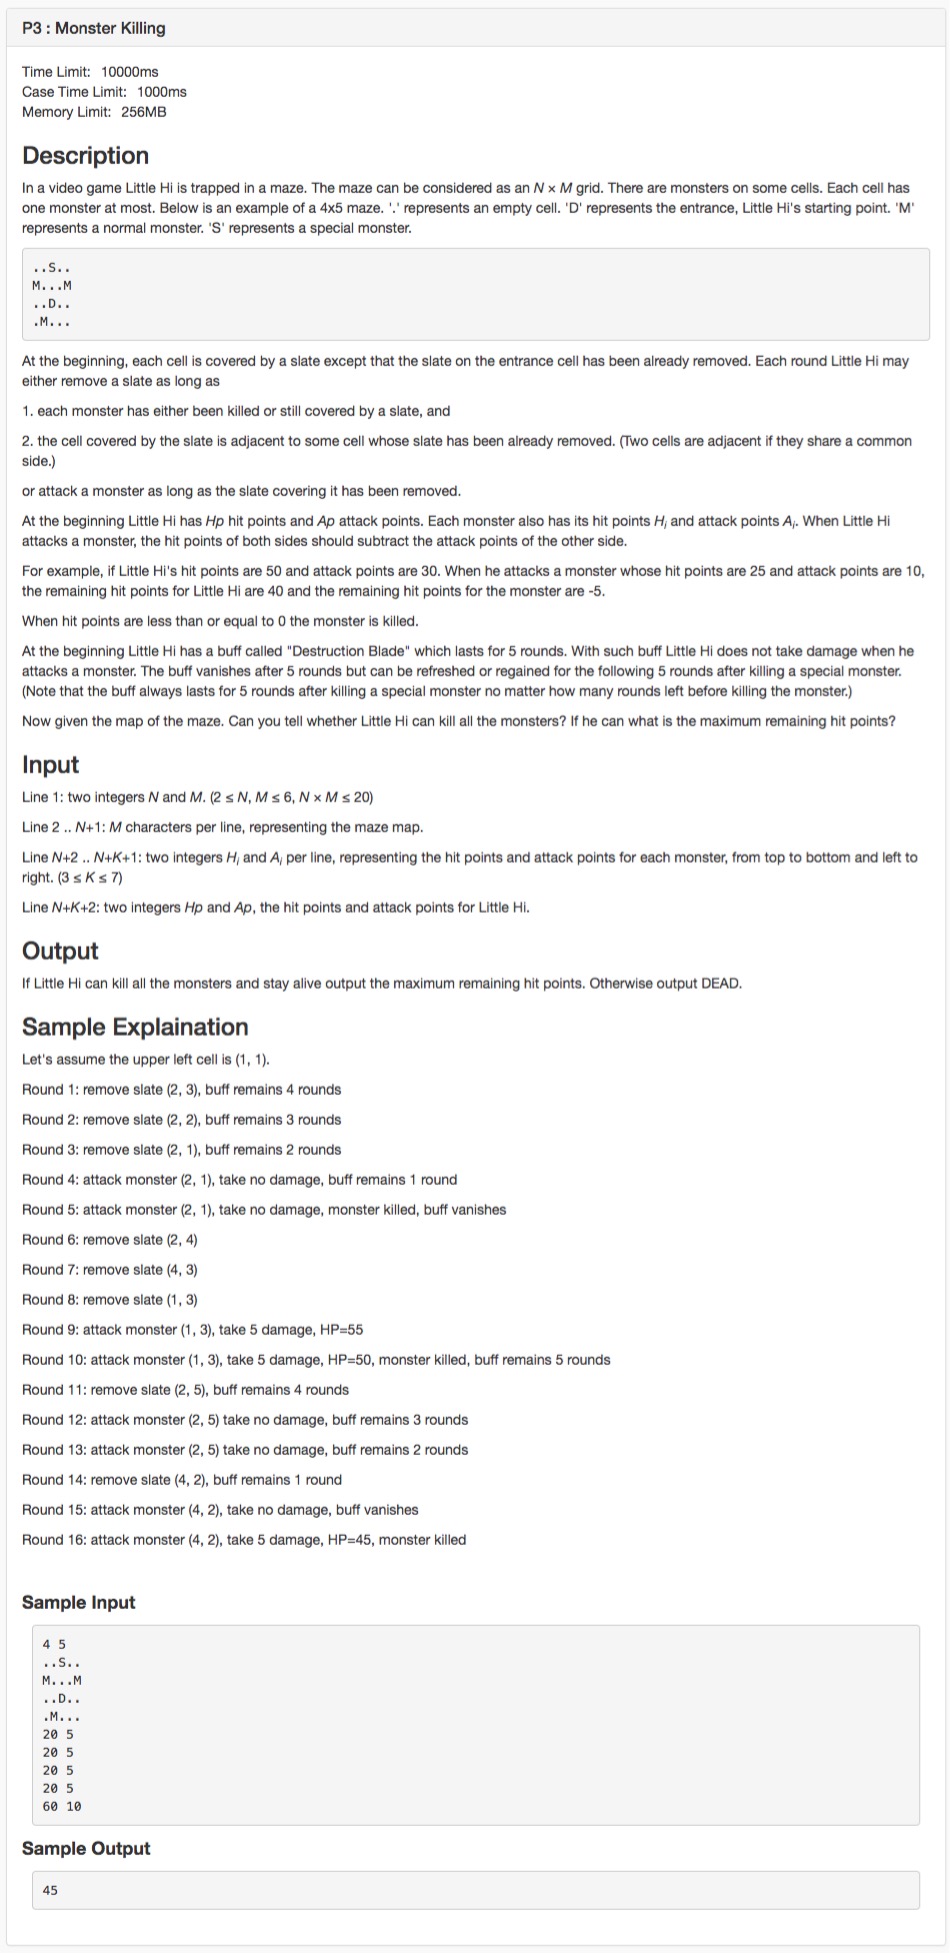 P3 : Monster Killing
Time Limit: 10000ms
Case Time Limit: 1000ms
Memory Limit: 256MB
Description
In a video game Little Hi is trapped in a maze. The maze can be considered as an N × M grid. There are monsters on some cells. Each cell has
one monster at most. Below is an example of a 4x5 maze. '.' represents an empty cell. 'D' represents the entrance, Little Hi's starting point. 'M'
represents a normal monster. 'S' represents a special monster.
..S..
M...M
..D..
.M...
At the beginning, each cell is covered by a slate except that the slate on the entrance cell has been already removed. Each round Little Hi may
either remove a slate as long as
1. each monster has either been killed or still covered by a slate, and
2. the cell covered by the slate is adjacent to some cell whose slate has been already removed. (Two cells are adjacent if they share a common
side.)
or attack a monster as long as the slate covering it has been removed.
At the beginning Little Hi has Hp hit points and Ap attack points. Each monster also has its hit points Hi and attack points Ai. When Little Hi
attacks a monster, the hit points of both sides should subtract the attack points of the other side.
For example, if Little Hi's hit points are 50 and attack points are 30. When he attacks a monster whose hit points are 25 and attack points are 10,
the remaining hit points for Little Hi are 40 and the remaining hit points for the monster are -5.
When hit points are less than or equal to 0 the monster is killed.
At the beginning Little Hi has a buff called "Destruction Blade" which lasts for 5 rounds. With such buff Little Hi does not take damage when he
attacks a monster. The buff vanishes after 5 rounds but can be refreshed or regained for the following 5 rounds after killing a special monster.
(Note that the buff always lasts for 5 rounds after killing a special monster no matter how many rounds left before killing the monster.)
Now given the map of the maze. Can you tell whether Little Hi can kill all the monsters? If he can what is the maximum remaining hit points?
Input
Line 1: two integers N and M. (2 ≤ N, M ≤ 6, N × M ≤ 20)
Line 2 .. N+1: M characters per line, representing the maze map.
Line N+2 .. N+K+1: two integers Hi and Ai per line, representing the hit points and attack points for each monster, from top to bottom and left to
right. (3 ≤ K ≤ 7)
Line N+K+2: two integers Hp and Ap, the hit points and attack points for Little Hi.
Output
If Little Hi can kill all the monsters and stay alive output the maximum remaining hit points. Otherwise output DEAD.
Sample Explaination
Let's assume the upper left cell is (1, 1).
Round 1: remove slate (2, 3), buff remains 4 rounds
Round 2: remove slate (2, 2), buff remains 3 rounds
Round 3: remove slate (2, 1), buff remains 2 rounds
Round 4: attack monster (2, 1), take no damage, buff remains 1 round
Round 5: attack monster (2, 1), take no damage, monster killed, buff vanishes
Round 6: remove slate (2, 4)
Round 7: remove slate (4, 3)
Round 8: remove slate (1, 3)
Round 9: attack monster (1, 3), take 5 damage, HP=55
Round 10: attack monster (1, 3), take 5 damage, HP=50, monster killed, buff remains 5 rounds
Round 11: remove slate (2, 5), buff remains 4 rounds
Round 12: attack monster (2, 5) take no damage, buff remains 3 rounds
Round 13: attack monster (2, 5) take no damage, buff remains 2 rounds
Round 14: remove slate (4, 2), buff remains 1 round
Round 15: attack monster (4, 2), take no damage, buff vanishes
Round 16: attack monster (4, 2), take 5 damage, HP=45, monster killed
Sample Input
4 5
..S..
M...M
..D..
.M...
20 5
20 5
20 5
20 5
60 10
Sample Output
45